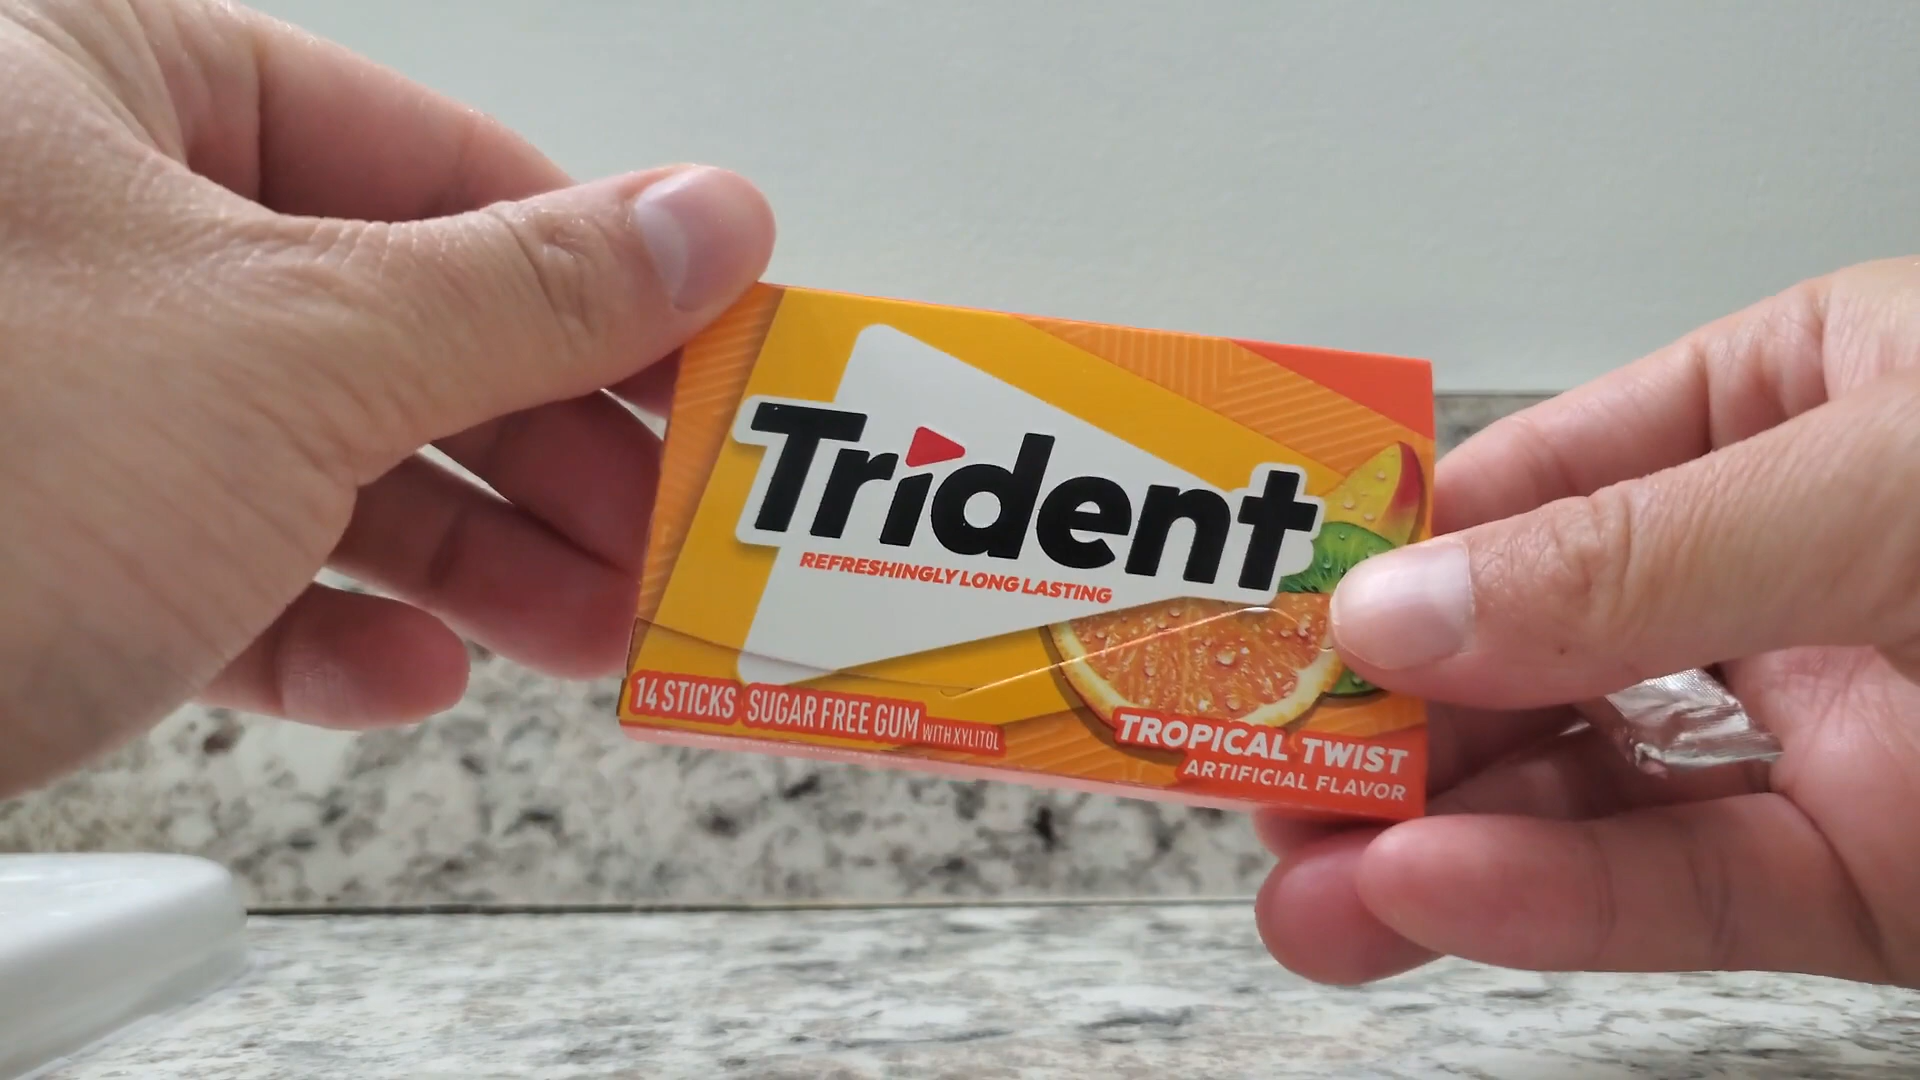 Trident
REFRESHINGLY LONG LASTING
14 STICKS SUGAR FREE GUM WITH XYLITOL
TROPICAL TWIST
ARTIFICIAL FLAVOR